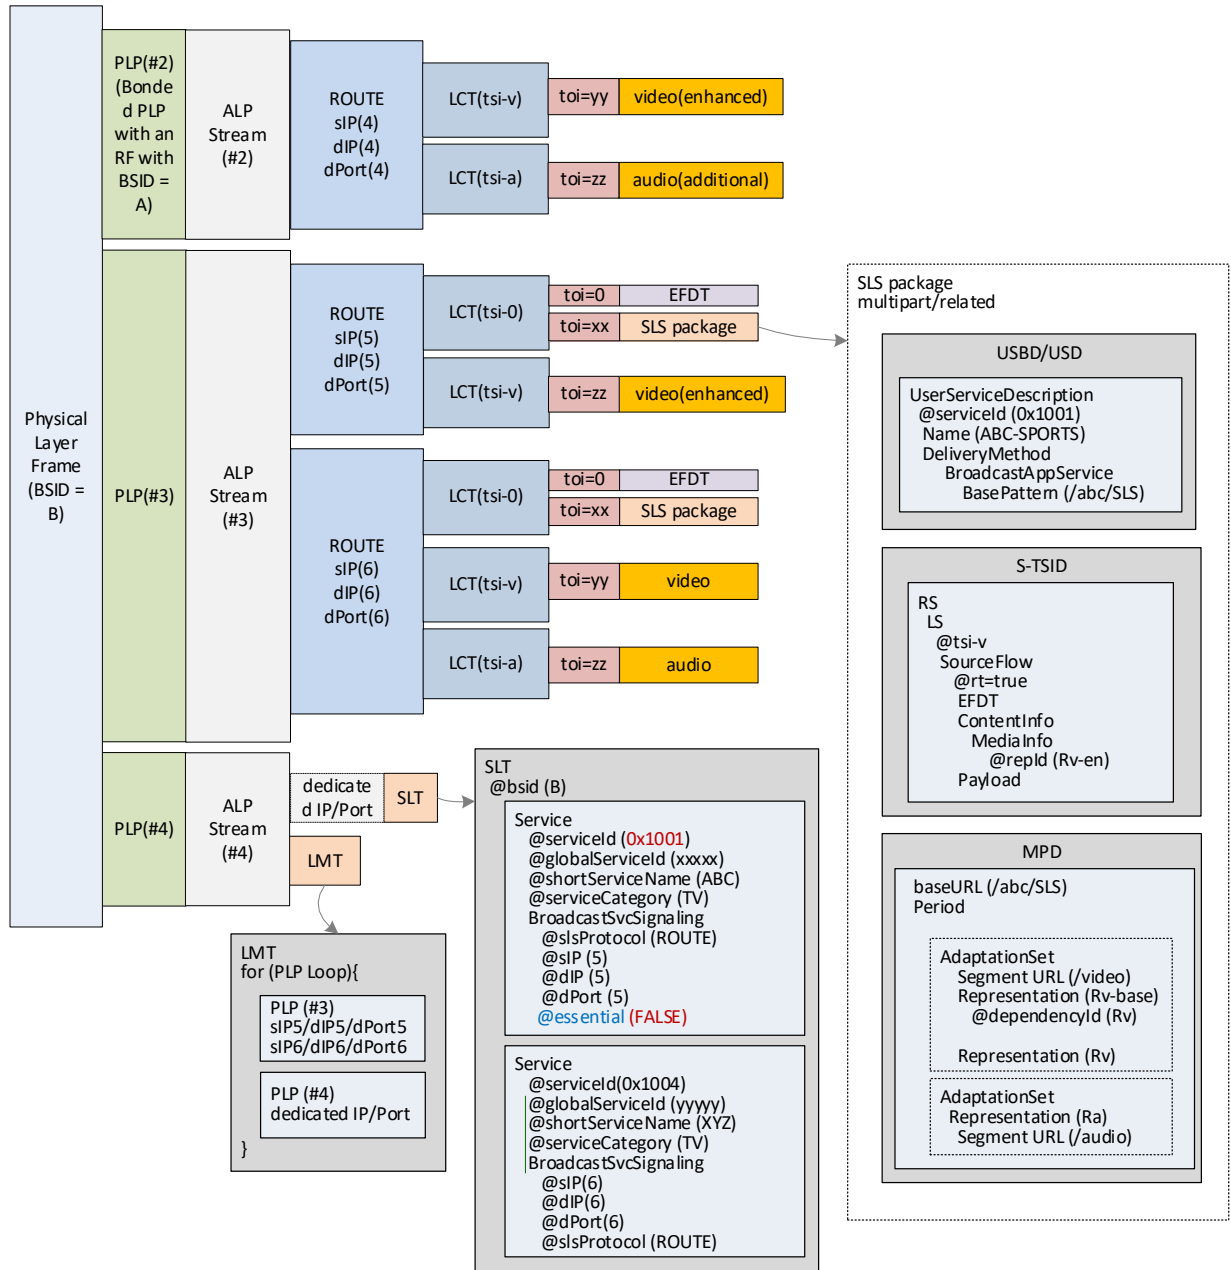 Physical
Layer
Frame
(BSID =
B)
PLP(#2)
(Bonde
d PLP
with an
RF with
BSID =
A)
ALP
Stream
(#2)
ROUTE
sIP(4)
dIP(4)
dPort(4)
LCT(tsi-v)
toi=yy
video(enhanced)
LCT(tsi-a)
toi=zz
audio(additional)
PLP(#3)
ALP
Stream
(#3)
ROUTE
sIP(5)
dIP(5)
dPort(5)
LCT(tsi-0)
toi=0
EFDT
toi=xx
SLS package
LCT(tsi-v)
toi=zz
video(enhanced)
ROUTE
sIP(6)
dIP(6)
dPort(6)
LCT(tsi-0)
toi=0
EFDT
toi=xx
SLS package
LCT(tsi-v)
toi=yy
video
LCT(tsi-a)
toi=zz
audio
PLP(#4)
ALP
Stream
(#4)
dedicate
d IP/Port
SLT
LMT
LMT
for (PLP Loop){
PLP (#3)
sIP5/dIP5/dPort5
sIP6/dIP6/dPort6
PLP (#4)
dedicated IP/Port
}
SLT
@bsid (B)
Service
@serviceId (0x1001)
@globalServiceId (xxxxx)
@shortServiceName (ABC)
@serviceCategory (TV)
BroadcastSvcSignaling
@slsProtocol (ROUTE)
@sIP (5)
@dIP (5)
@dPort (5)
@essential (FALSE)
Service
@serviceId(0x1004)
@globalServiceId (yyyyy)
@shortServiceName (XYZ)
@serviceCategory (TV)
BroadcastSvcSignaling
@sIP(6)
@dIP(6)
@dPort(6)
@slsProtocol (ROUTE)
SLS package
multipart/related
USBD/USD
UserServiceDescription
@serviceId (0x1001)
Name (ABC-SPORTS)
DeliveryMethod
BroadcastAppService
BasePattern (/abc/SLS)
S-TSID
RS
LS
@tsi-v
SourceFlow
@rt=true
EFDT
ContentInfo
MediaInfo
@repId (Rv-en)
Payload
MPD
baseURL (/abc/SLS)
Period
AdaptationSet
Segment URL (/video)
Representation (Rv-base)
@dependencyId (Rv)
Representation (Rv)
AdaptationSet
Representation (Ra)
Segment URL (/audio)